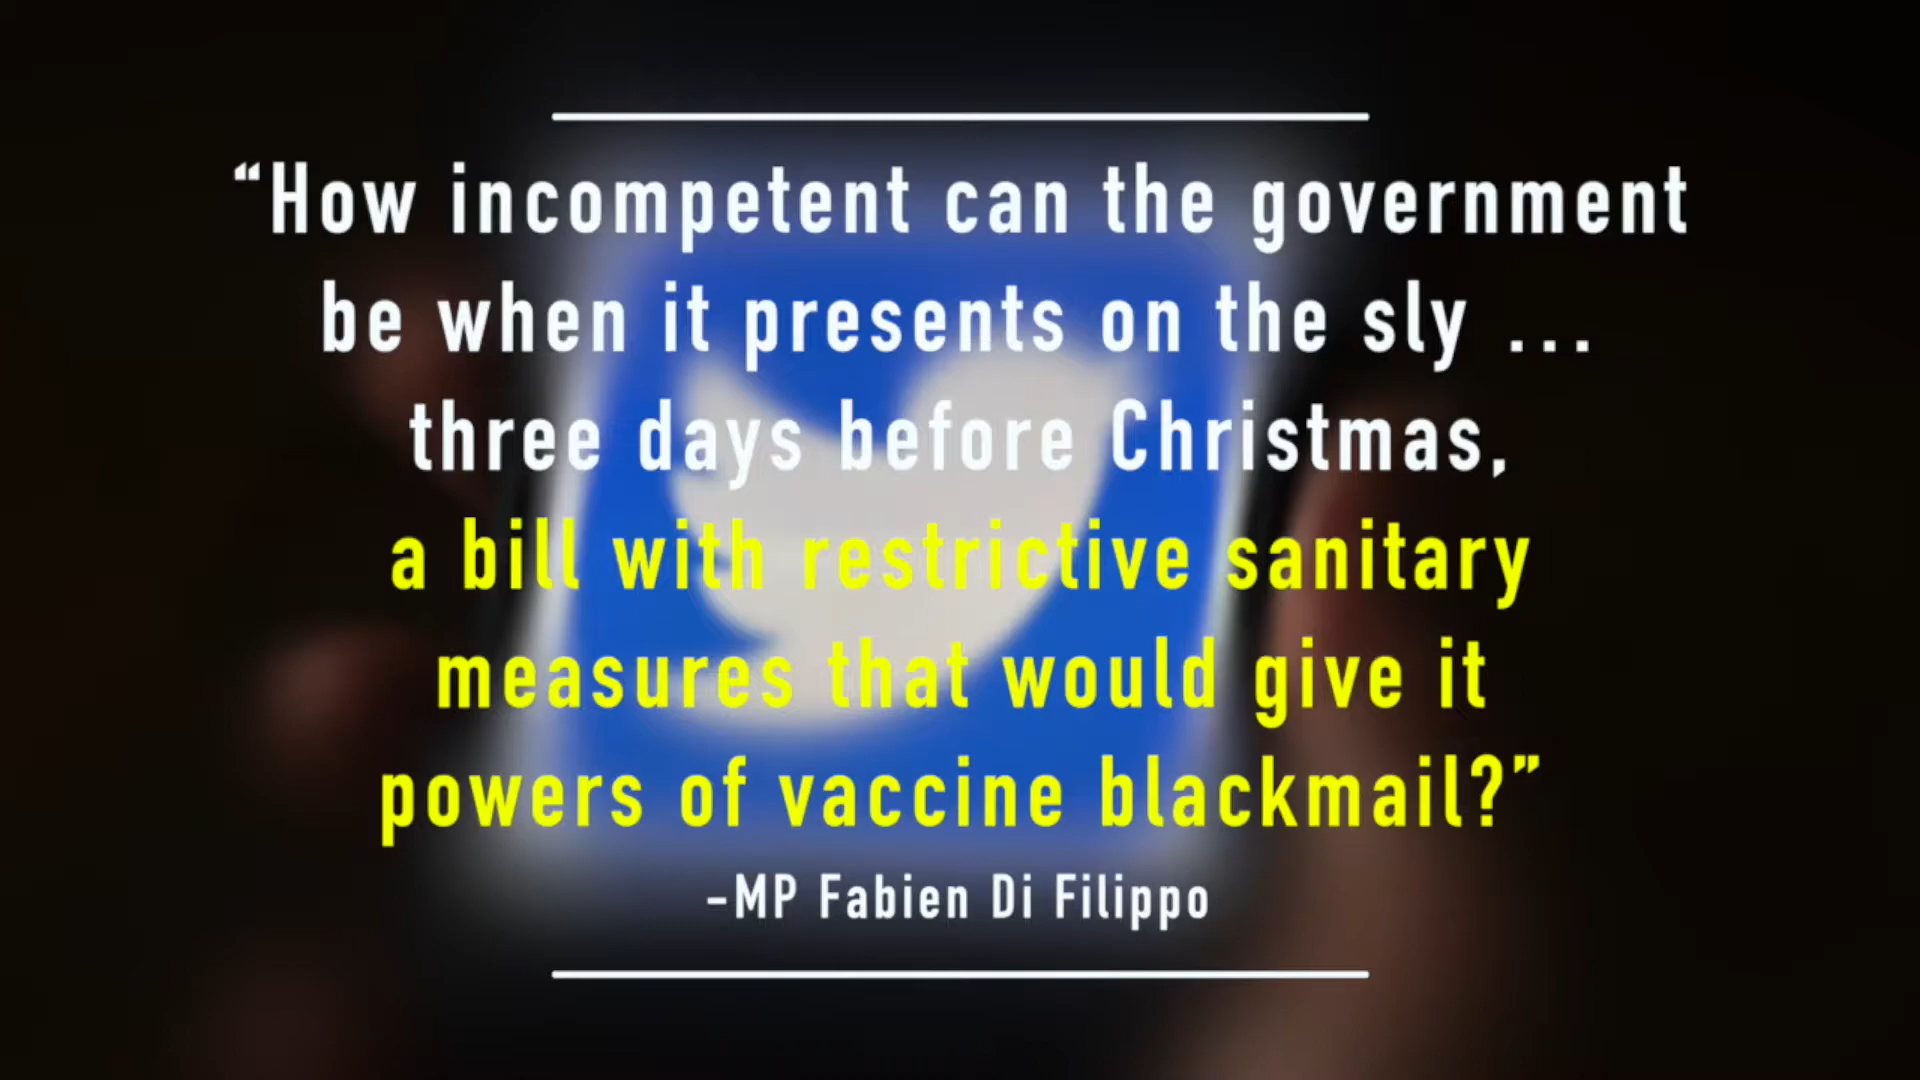 “How incompetent can the government
be when it presents on the sly ...
three days before Christmas,
a bill with restrictive sanitary
measures that would give it
powers of vaccine blackmail?”
–MP Fabien Di Filippo